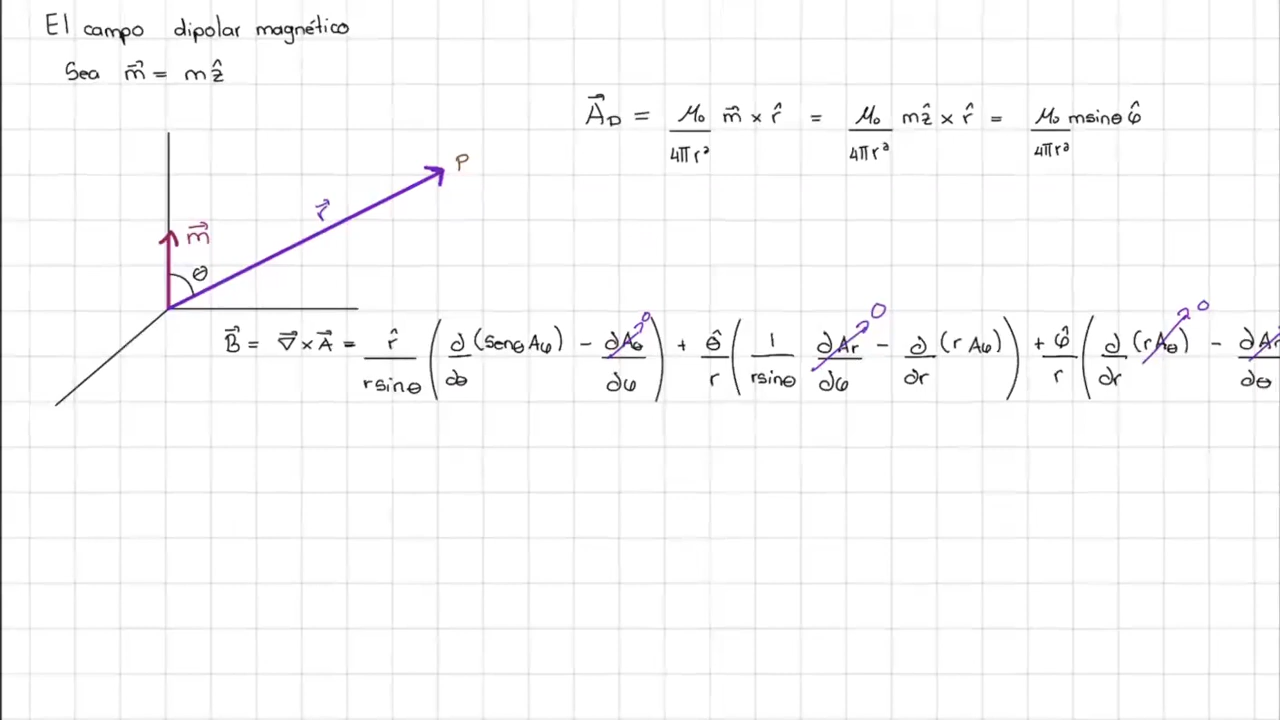 El campo dipolar magnético
Sea m⃗ = m ẑ
A⃗_D = μ₀/4πr² m⃗ × r̂ = μ₀/4πr² m ẑ × r̂ = μ₀/4πr² m sinθ φ̂
P
r⃗
m⃗
θ
B⃗ = ∇⃗ × A⃗ = r̂/r sinθ (∂/∂θ (senθ A_φ) − ∂A_θ/∂φ → 0) + θ̂/r (1/r sinθ ∂A_r/∂φ → 0 − ∂/∂r (r A_φ)) + φ̂/r (∂/∂r (r A_θ) → 0 − ∂A_r/∂θ